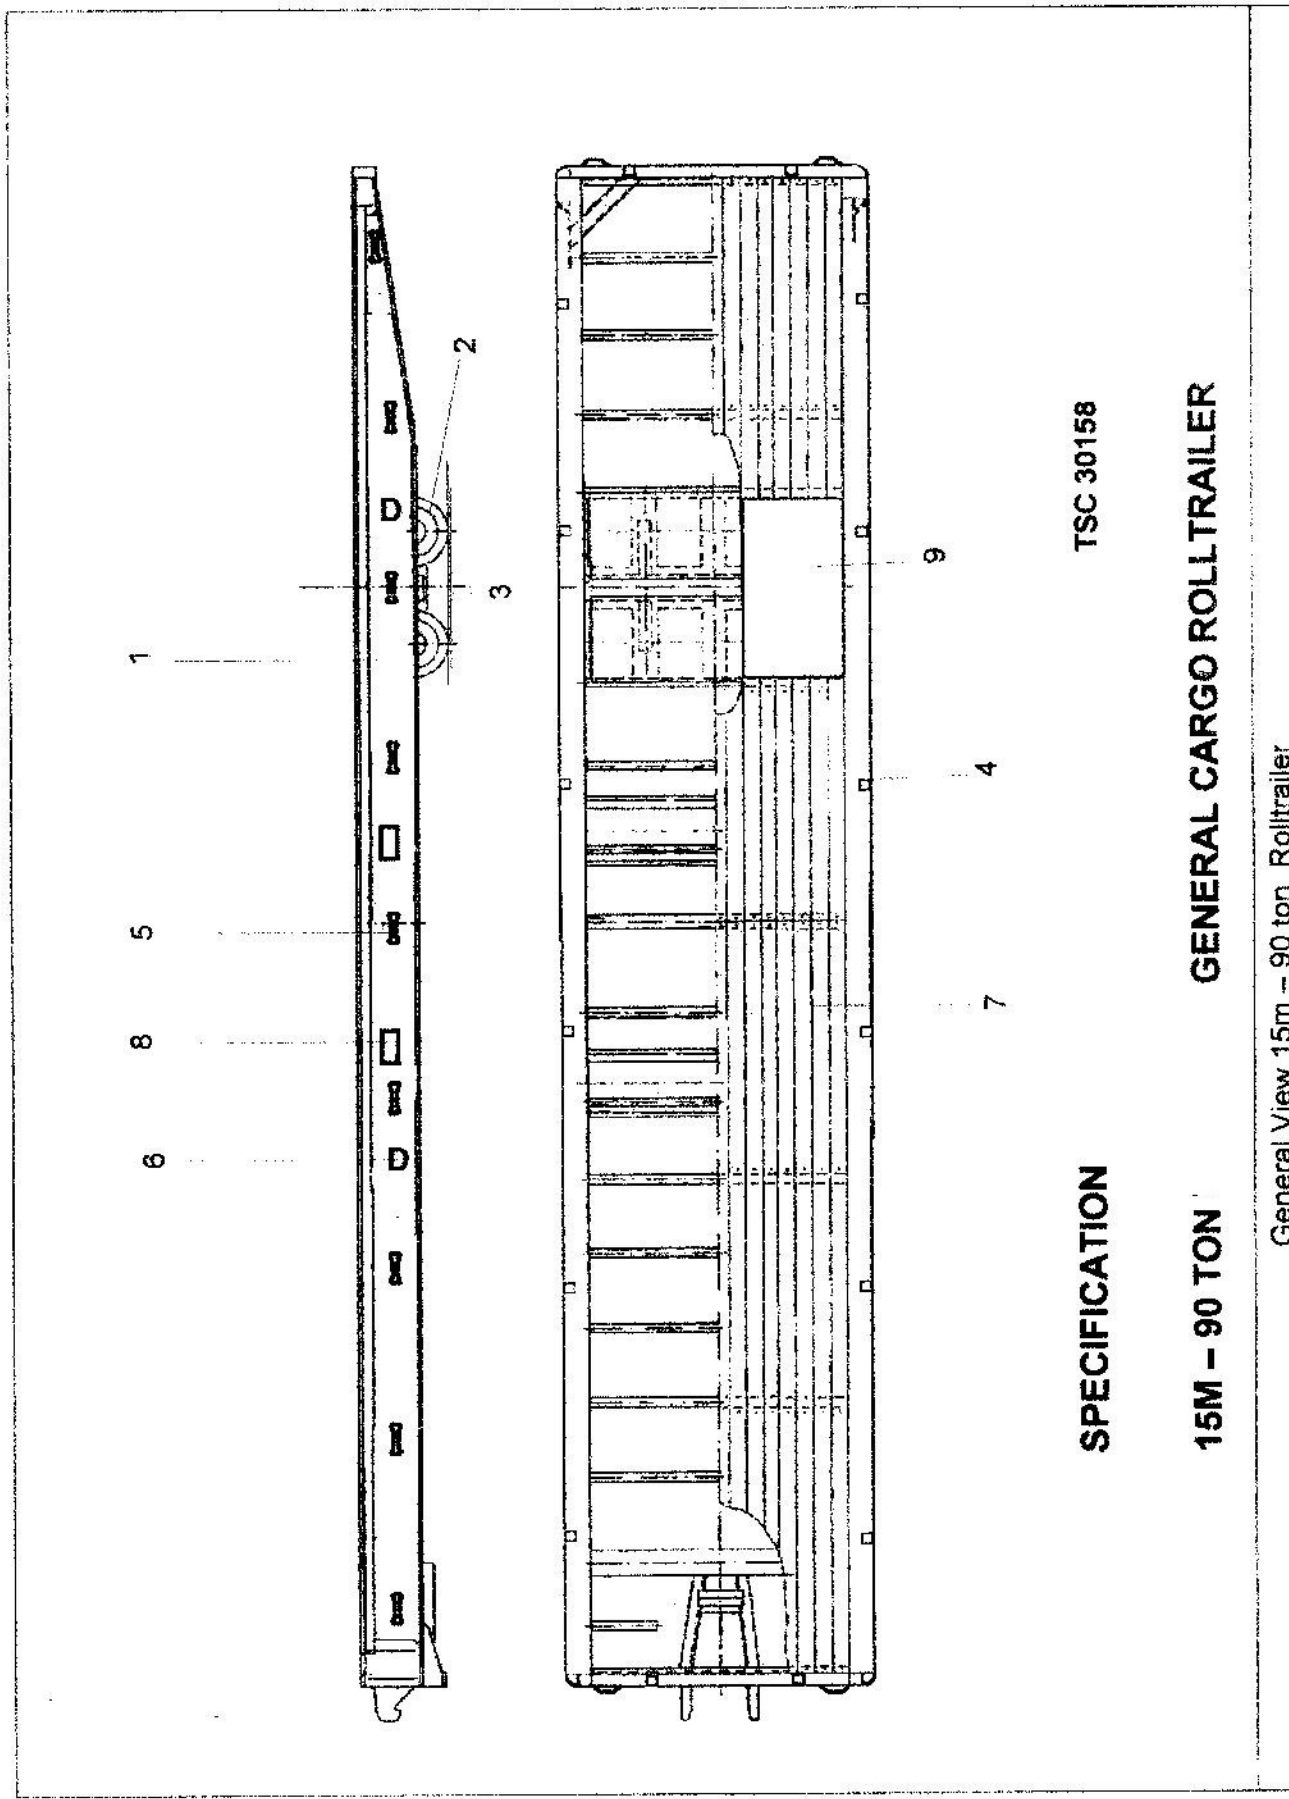 6 8 5 1
2
3
9
7 4
SPECIFICATION TSC 30158
15M – 90 TON GENERAL CARGO ROLLTRAILER
General View 15m – 90 ton Rolltrailer